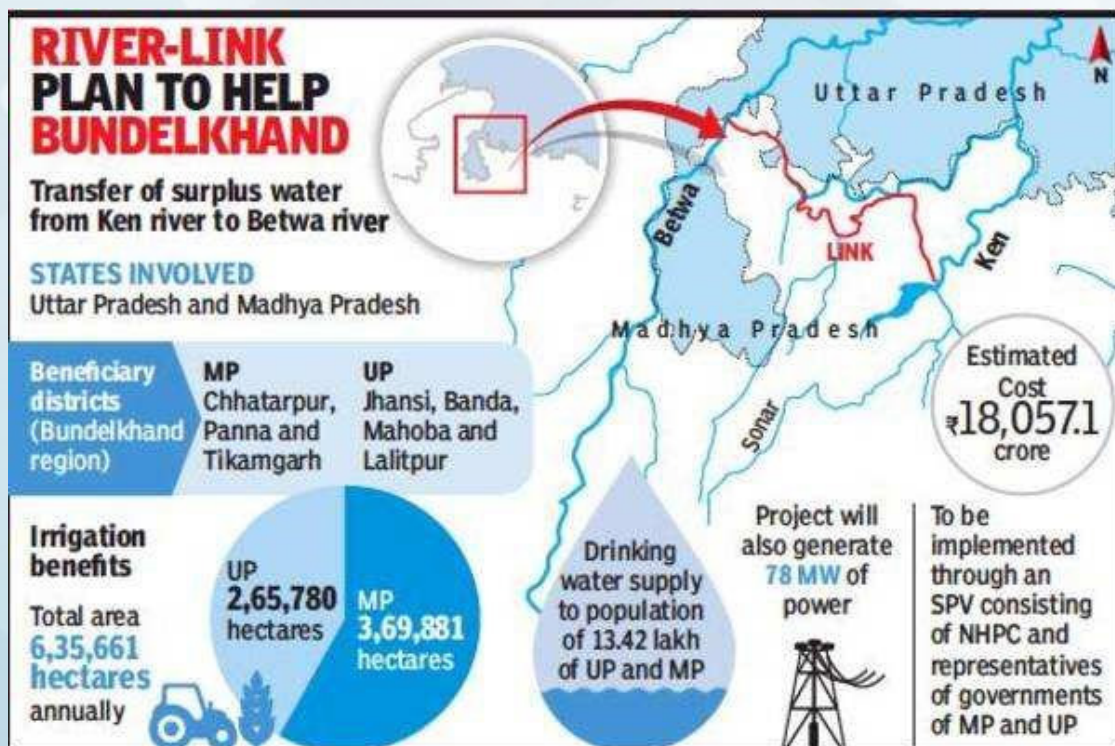 RIVER-LINK
PLAN TO HELP
BUNDELKHAND
Transfer of surplus water
from Ken river to Betwa river
STATES INVOLVED
Uttar Pradesh and Madhya Pradesh
N
Uttar Pradesh
Betwa
LINK
Ken
Madhya Pradesh
Sonar
Estimated
Cost
₹18,057.1
crore
Beneficiary
districts
(Bundelkhand
region)
MP
Chhatarpur,
Panna and
Tikamgarh
UP
Jhansi, Banda,
Mahoba and
Lalitpur
Irrigation
benefits
Total area
6,35,661
hectares
annually
UP
2,65,780
hectares
MP
3,69,881
hectares
Drinking
water supply
to population
of 13.42 lakh
of UP and MP
Project will
also generate
78 MW of
power
To be
implemented
through an
SPV consisting
of NHPC and
representatives
of governments
of MP and UP